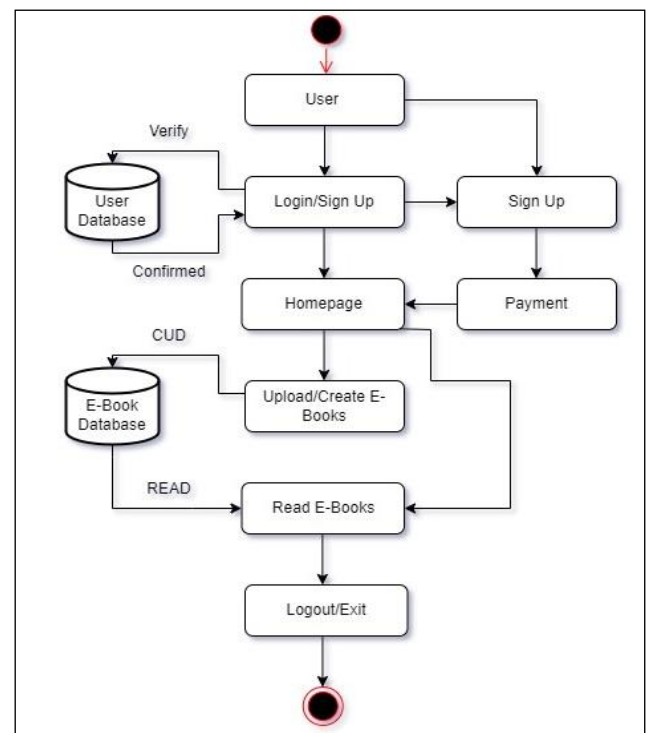 User
Verify
User
Database
Login/Sign Up
Sign Up
Confirmed
Homepage
Payment
CUD
E-Book
Database
Upload/Create E-
Books
READ
Read E-Books
Logout/Exit